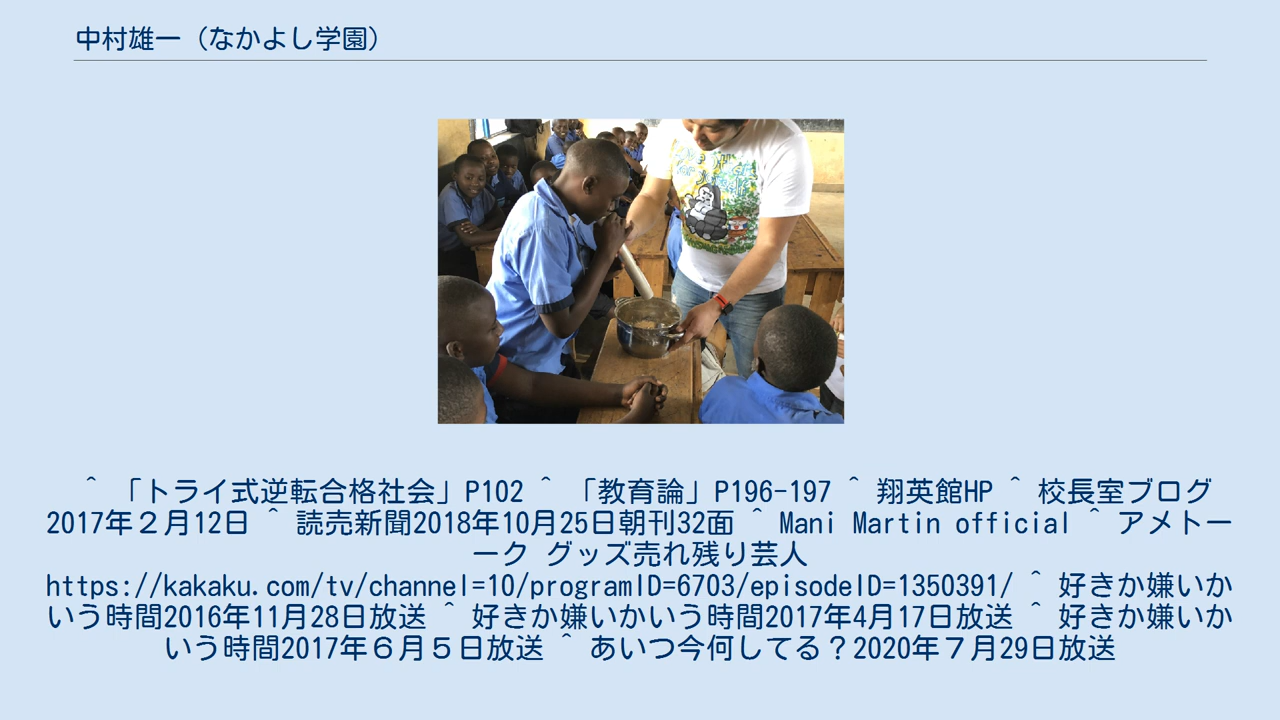 中村雄一（なかよし学園）
^ 「トライ式逆転合格社会」P102 ^ 「教育論」P196-197 ^ 翔英館HP ^ 校長室ブログ
2017年２月12日 ^ 読売新聞2018年10月25日朝刊32面 ^ Mani Martin official ^ アメトー
ーク グッズ売れ残り芸人
https://kakaku.com/tv/channel=10/programID=6703/episodeID=1350391/ ^ 好きか嫌いか
いう時間2016年11月28日放送 ^ 好きか嫌いかいう時間2017年4月17日放送 ^ 好きか嫌いか
いう時間2017年６月５日放送 ^ あいつ今何してる？2020年７月29日放送